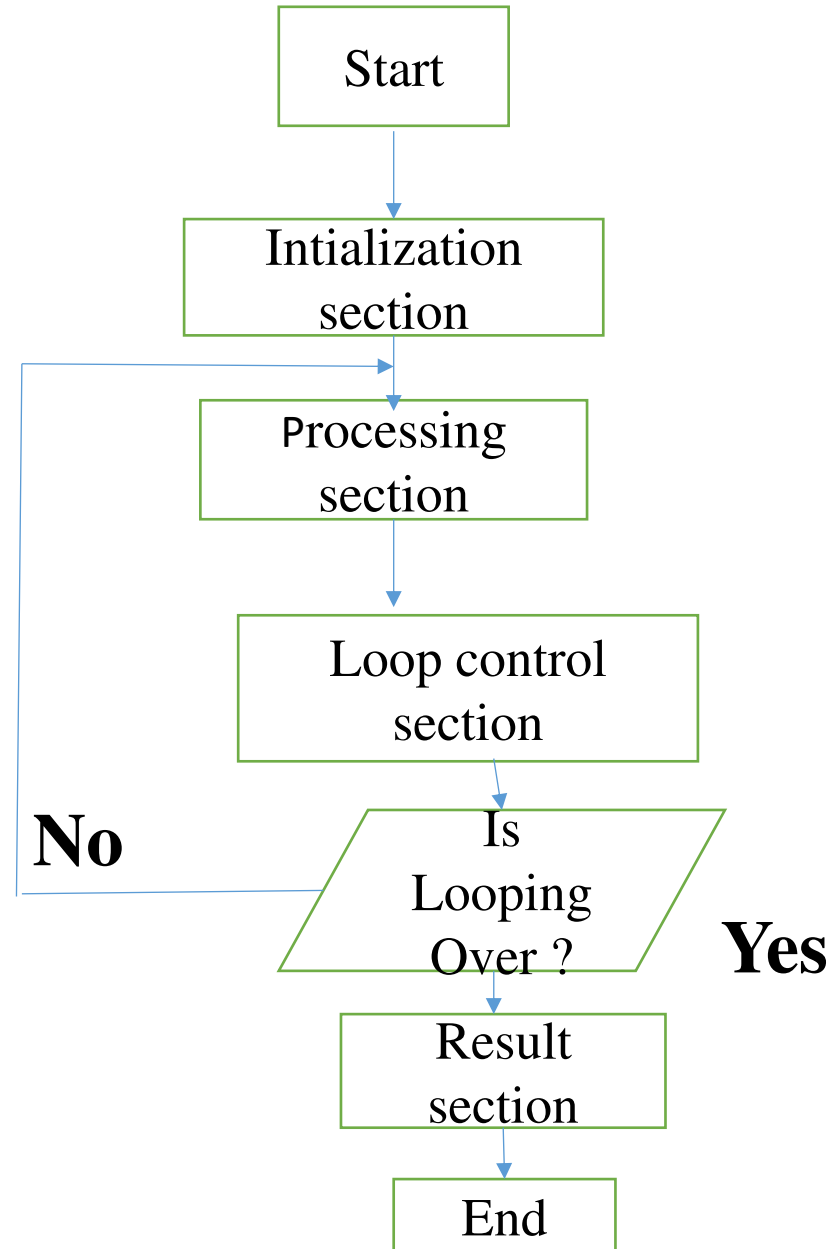 Start
Intialization
section
Processing
section
Loop control
section
No
Is
Looping
Over ?
Yes
Result
section
End